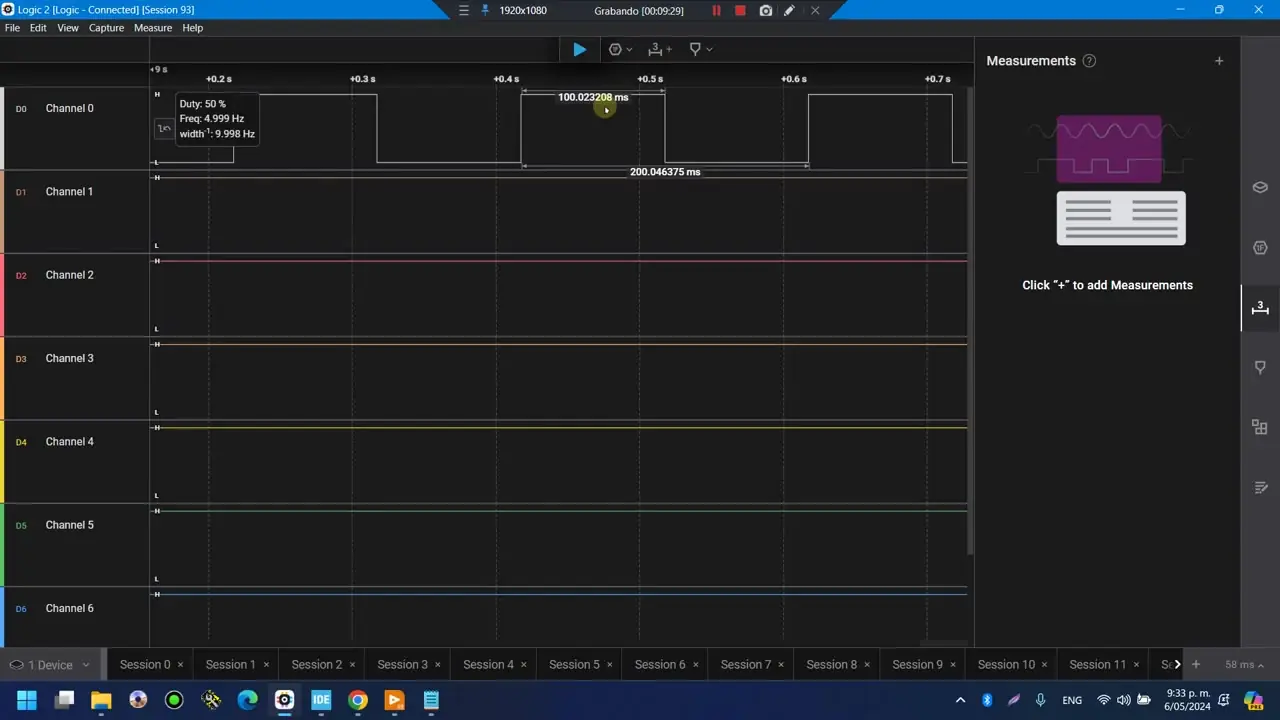 Logic 2 [Logic - Connected] [Session 93]
1920x1080
Grabando [00:09:29]
File Edit View Capture Measure Help
3 +
+9 s
+0.2 s +0.3 s +0.4 s +0.5 s +0.6 s +0.7 s
Measurements ? +
D0 Channel 0
H
L
Duty: 50 %
Freq: 4.999 Hz
width-1: 9.998 Hz
100.023208 ms
200.046375 ms
D1 Channel 1
H
L
D2 Channel 2
H
L
D3 Channel 3
H
L
D4 Channel 4
H
L
D5 Channel 5
H
L
D6 Channel 6
H
Click “+” to add Measurements
3
1 Device
Session 0 × Session 1 × Session 2 × Session 3 × Session 4 × Session 5 × Session 6 × Session 7 × Session 8 × Session 9 × Session 10 × Session 11 × + 58 ms
IDE
ENG
9:33 p. m.
6/05/2024
PRE